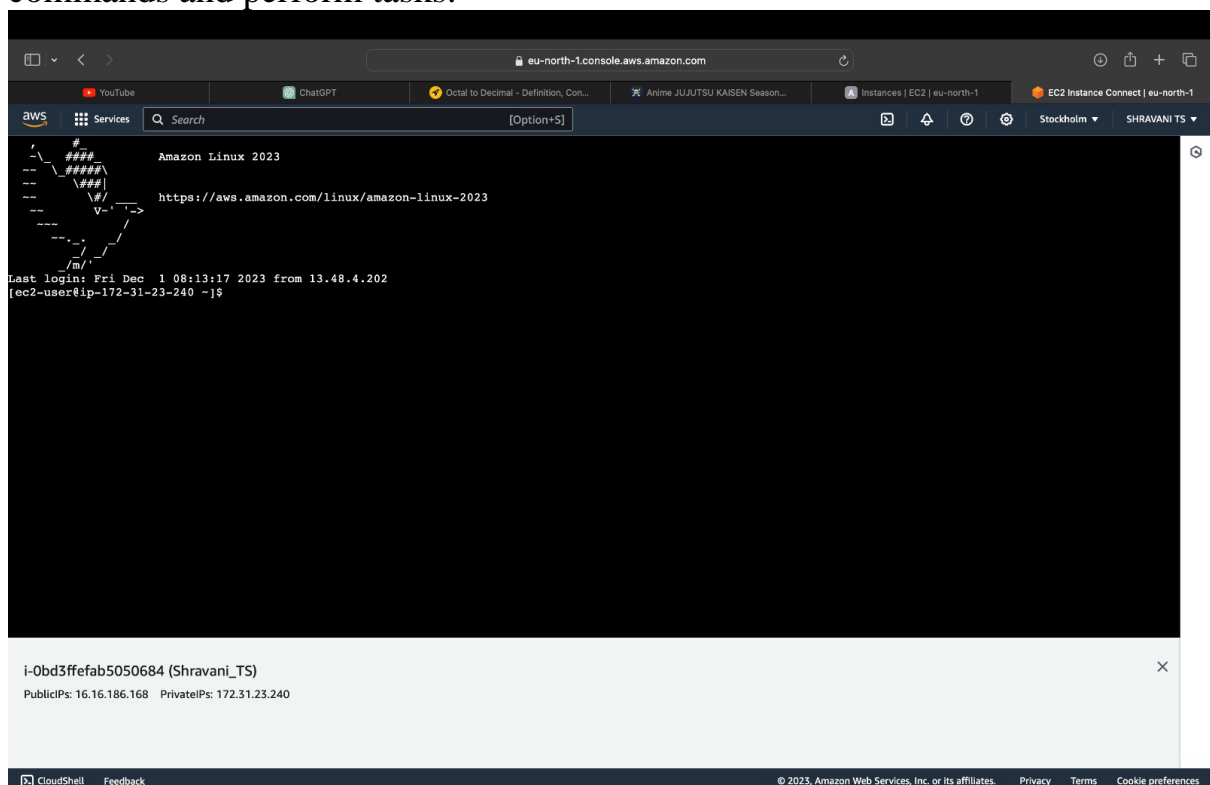 commands and perform tasks.
eu-north-1.console.aws.amazon.com
YouTube
ChatGPT
Octal to Decimal - Definition, Con...
Anime JUJUTSU KAISEN Season...
A Instances | EC2 | eu-north-1
EC2 Instance Connect | eu-north-1
aws
Services
Search
[Option+S]
Stockholm ▼
SHRAVANI TS ▼
   ,     #_
   ~\_  ####_        Amazon Linux 2023
  ~~  \_#####\
  ~~     \###|
  ~~       \#/ ___   https://aws.amazon.com/linux/amazon-linux-2023
   ~~       V~' '->
    ~~~         /
      ~~._.   _/
         _/ _/
       _/m/'
Last login: Fri Dec  1 08:13:17 2023 from 13.48.4.202
[ec2-user@ip-172-31-23-240 ~]$
i-0bd3ffefab5050684 (Shravani_TS)
PublicIPs: 16.16.186.168 PrivateIPs: 172.31.23.240
CloudShell Feedback © 2023, Amazon Web Services, Inc. or its affiliates. Privacy Terms Cookie preferences